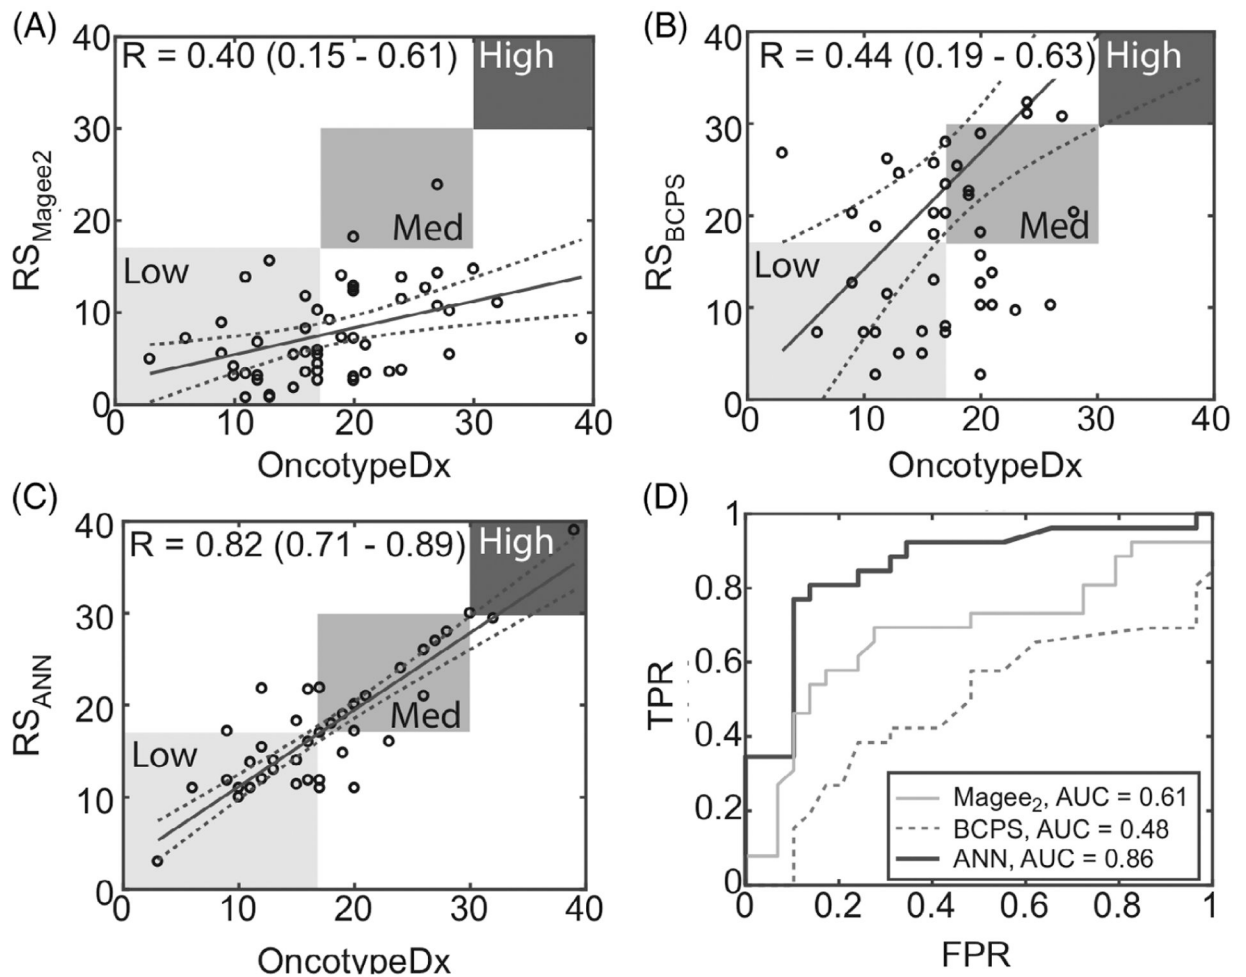 (A)
R = 0.40 (0.15 - 0.61)
High
Med
Low
40
30
20
10
0
RS_Magee2
0 10 20 30 40
OncotypeDx
(B)
R = 0.44 (0.19 - 0.63)
High
Med
Low
40
30
20
10
0
RS_BCPS
0 10 20 30 40
OncotypeDx
(C)
R = 0.82 (0.71 - 0.89)
High
Med
Low
40
30
20
10
0
RS_ANN
0 10 20 30 40
OncotypeDx
(D)
1
0.8
0.6
0.4
0.2
0
TPR
Magee₂, AUC = 0.61
BCPS, AUC = 0.48
ANN, AUC = 0.86
0 0.2 0.4 0.6 0.8 1
FPR